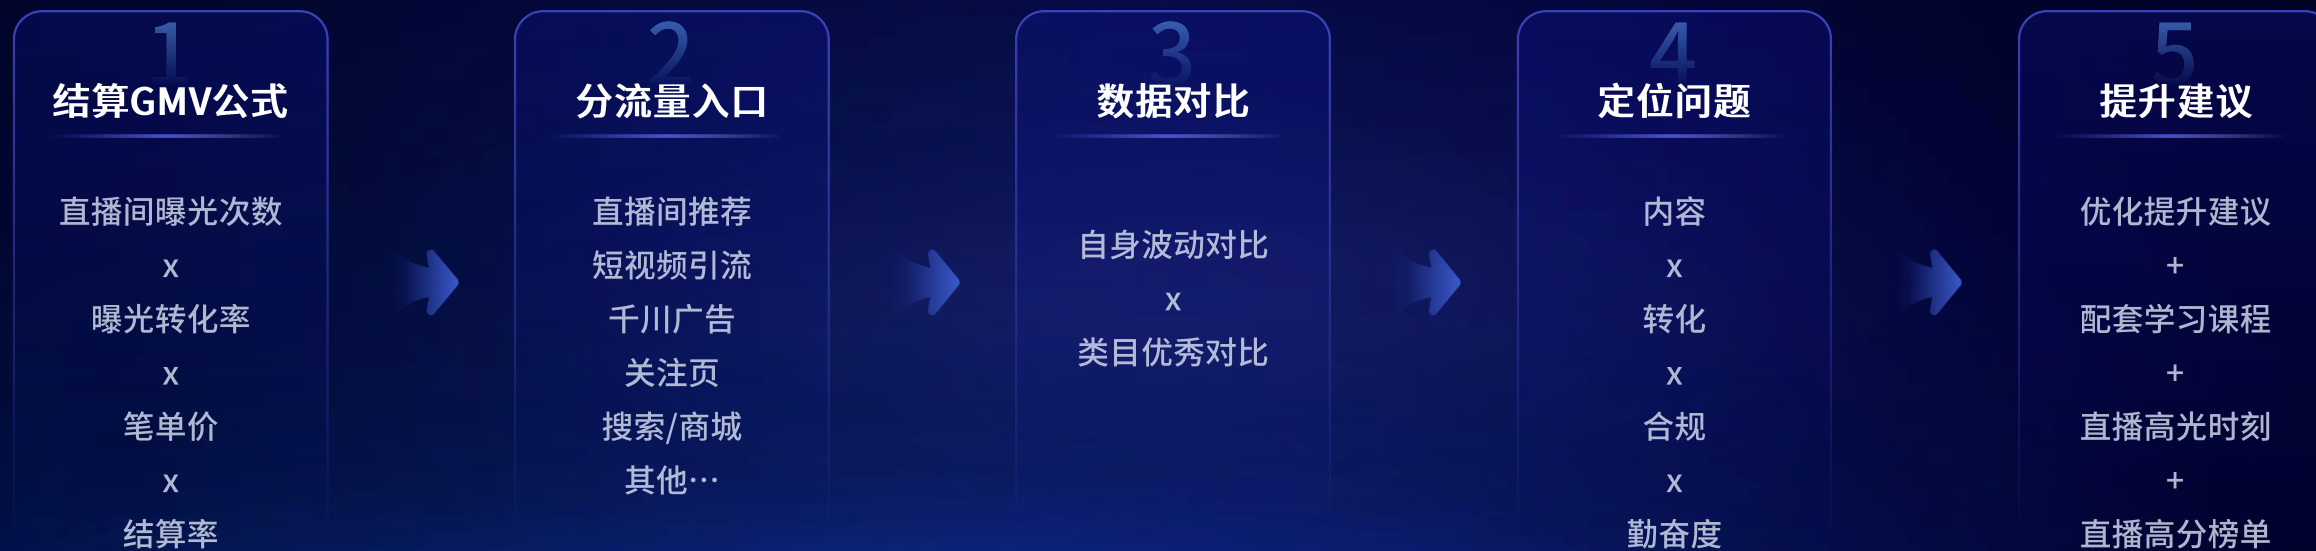 1
结算GMV公式
直播间曝光次数
x
曝光转化率
x
笔单价
x
结算率
2
分流量入口
直播间推荐
短视频引流
千川广告
关注页
搜索/商城
其他…
3
数据对比
自身波动对比
x
类目优秀对比
4
定位问题
内容
x
转化
x
合规
x
勤奋度
5
提升建议
优化提升建议
+
配套学习课程
+
直播高光时刻
+
直播高分榜单